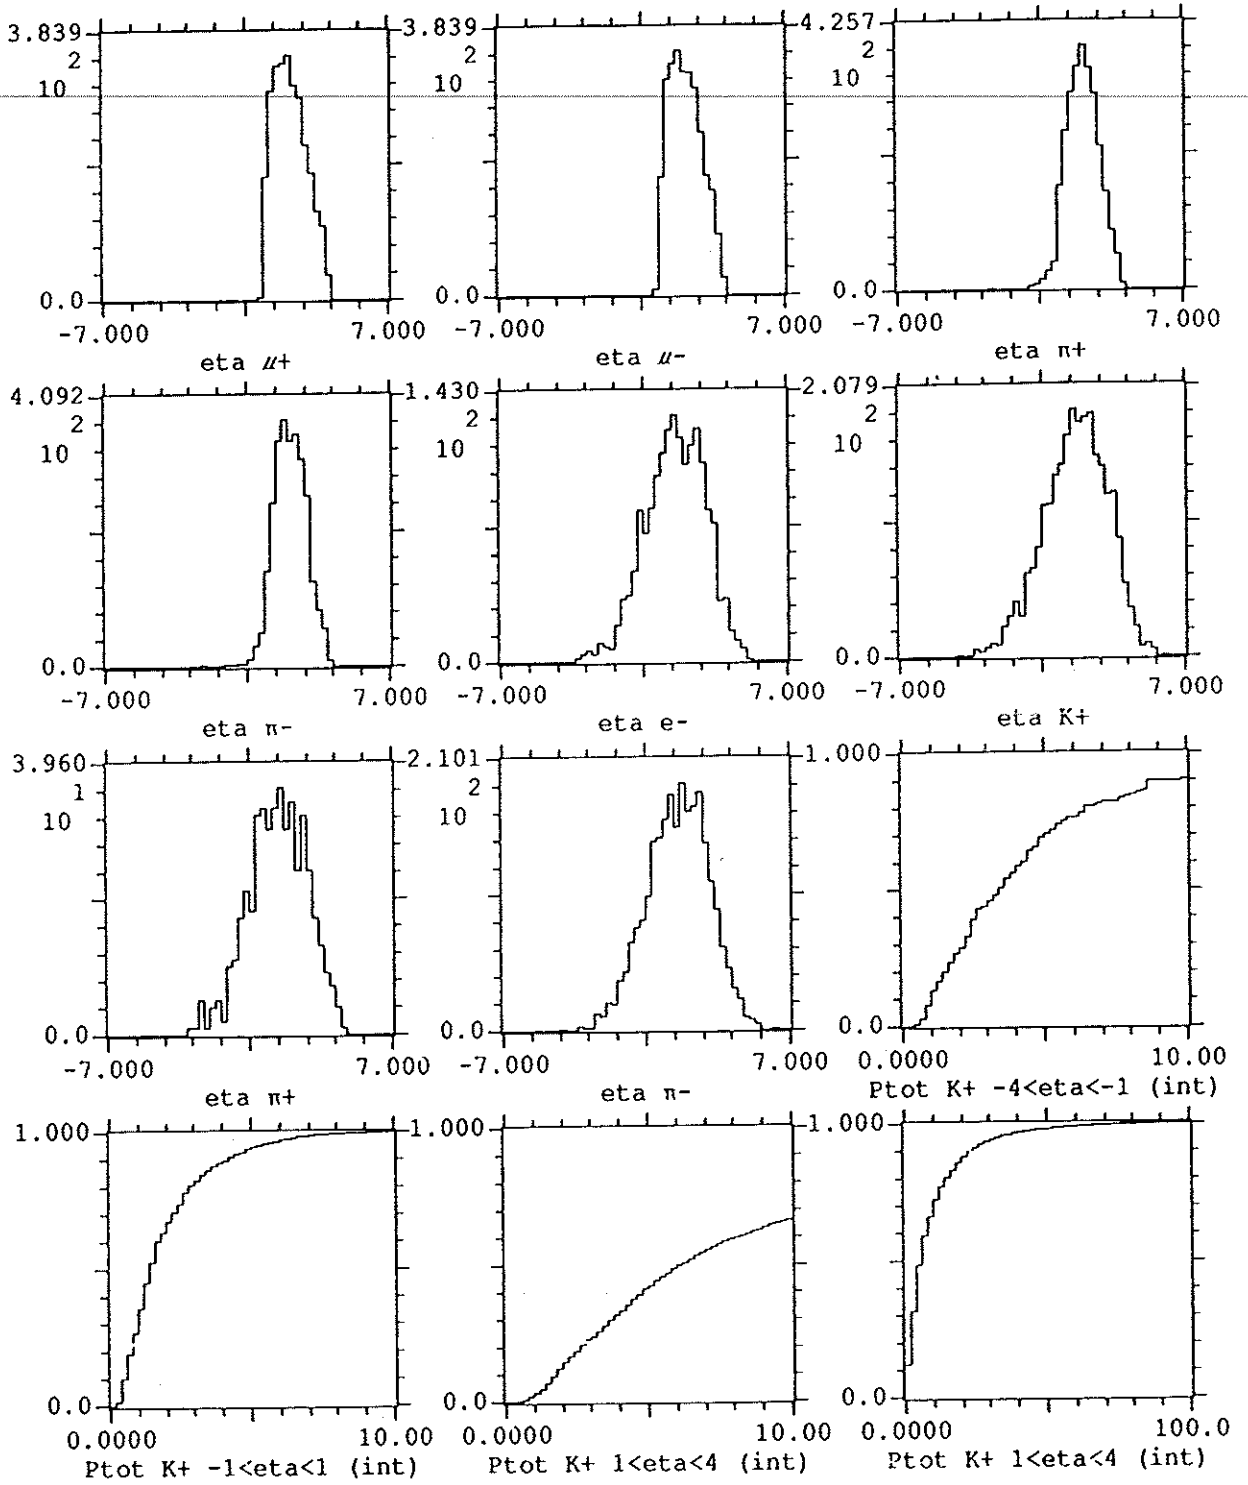 3.839 3.839 4.257
2 2 2
10 10 10
0.0 0.0 0.0
-7.000 7.000 -7.000 7.000 -7.000 7.000
eta μ+ eta μ- eta π+
4.092 1.430 2.079
2 2 2
10 10 10
0.0 0.0 0.0
-7.000 7.000 -7.000 7.000 -7.000 7.000
eta π- eta e- eta K+
3.960 2.101 1.000
1 2
10 10
0.0 0.0 0.0
-7.000 7.000 -7.000 7.000 0.0000 10.00
eta π+ eta π- Ptot K+ -4<eta<-1 (int)
1.000 1.000 1.000
0.0 0.0 0.0
0.0000 10.00 0.0000 10.00 0.0000 100.0
Ptot K+ -1<eta<1 (int) Ptot K+ 1<eta<4 (int) Ptot K+ 1<eta<4 (int)